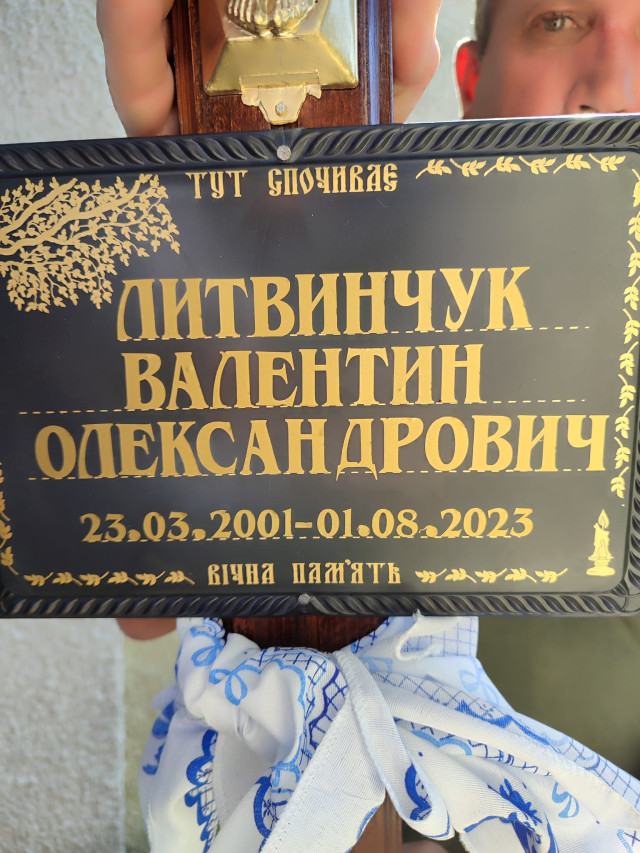 ТУТ СПОЧИВАЄ
ЛИТВИНЧУК
ВАЛЕНТИН
ОЛЕКСАНДРОВИЧ
23.03.2001-01.08.2023
ВІЧНА ПАМ'ЯТЬ